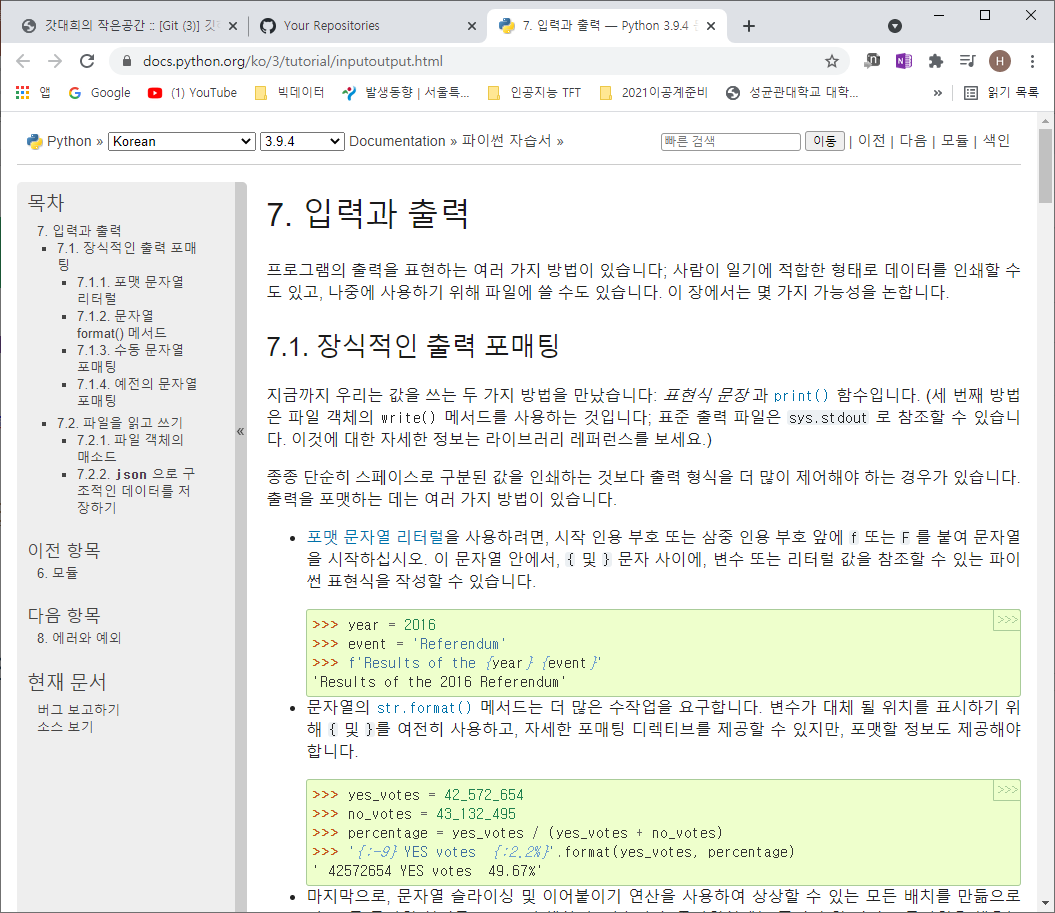 갓대희의 작은공간 :: [Git (3)] 갓
Your Repositories
7. 입력과 출력 — Python 3.9.4
docs.python.org/ko/3/tutorial/inputoutput.html
H
앱
Google
(1) YouTube
빅데이터
발생동향 | 서울특...
인공지능 TFT
2021이공계준비
성균관대학교 대학...
»
읽기 목록
Python » Korean 3.9.4 Documentation » 파이썬 자습서 »
빠른 검색 이동 | 이전 | 다음 | 모듈 | 색인
목차
7. 입력과 출력
7.1. 장식적인 출력 포매
팅
7.1.1. 포맷 문자열
리터럴
7.1.2. 문자열
format() 메서드
7.1.3. 수동 문자열
포매팅
7.1.4. 예전의 문자열
포매팅
7.2. 파일을 읽고 쓰기
7.2.1. 파일 객체의
매소드
7.2.2. json 으로 구
조적인 데이터를 저
장하기
이전 항목
6. 모듈
다음 항목
8. 에러와 예외
현재 문서
버그 보고하기
소스 보기
«
7. 입력과 출력
프로그램의 출력을 표현하는 여러 가지 방법이 있습니다; 사람이 일기에 적합한 형태로 데이터를 인쇄할 수
도 있고, 나중에 사용하기 위해 파일에 쓸 수도 있습니다. 이 장에서는 몇 가지 가능성을 논합니다.
7.1. 장식적인 출력 포매팅
지금까지 우리는 값을 쓰는 두 가지 방법을 만났습니다: 표현식 문장 과 print() 함수입니다. (세 번째 방법
은 파일 객체의 write() 메서드를 사용하는 것입니다; 표준 출력 파일은 sys.stdout 로 참조할 수 있습니
다. 이것에 대한 자세한 정보는 라이브러리 레퍼런스를 보세요.)
종종 단순히 스페이스로 구분된 값을 인쇄하는 것보다 출력 형식을 더 많이 제어해야 하는 경우가 있습니다.
출력을 포맷하는 데는 여러 가지 방법이 있습니다.
• 포맷 문자열 리터럴을 사용하려면, 시작 인용 부호 또는 삼중 인용 부호 앞에 f 또는 F 를 붙여 문자열
을 시작하십시오. 이 문자열 안에서, { 및 } 문자 사이에, 변수 또는 리터럴 값을 참조할 수 있는 파이
썬 표현식을 작성할 수 있습니다.
>>>
>>> year = 2016
>>> event = 'Referendum'
>>> f'Results of the {year} {event}'
'Results of the 2016 Referendum'
• 문자열의 str.format() 메서드는 더 많은 수작업을 요구합니다. 변수가 대체 될 위치를 표시하기 위
해 { 및 }를 여전히 사용하고, 자세한 포매팅 디렉티브를 제공할 수 있지만, 포맷할 정보도 제공해야
합니다.
>>>
>>> yes_votes = 42_572_654
>>> no_votes = 43_132_495
>>> percentage = yes_votes / (yes_votes + no_votes)
>>> '{:-9} YES votes  {:2.2%}'.format(yes_votes, percentage)
' 42572654 YES votes  49.67%'
• 마지막으로, 문자열 슬라이싱 및 이어붙이기 연산을 사용하여 상상할 수 있는 모든 배치를 만듦으로